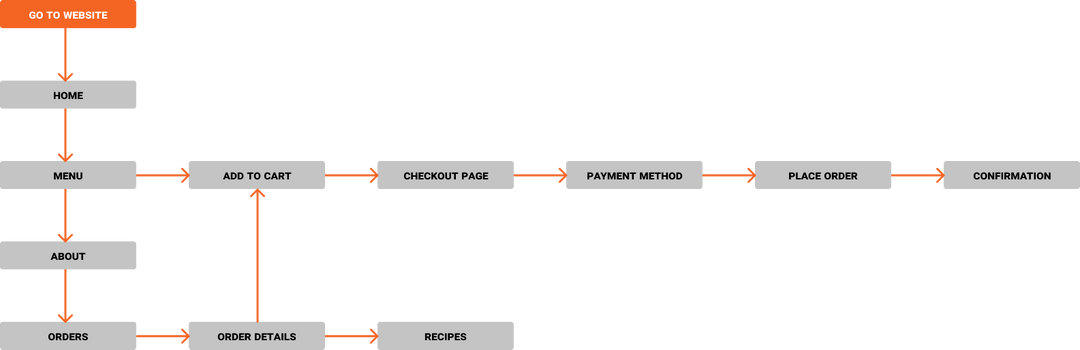 GO TO WEBSITE
HOME
MENU
ADD TO CART
CHECKOUT PAGE
PAYMENT METHOD
PLACE ORDER
CONFIRMATION
ABOUT
ORDERS
ORDER DETAILS
RECIPES